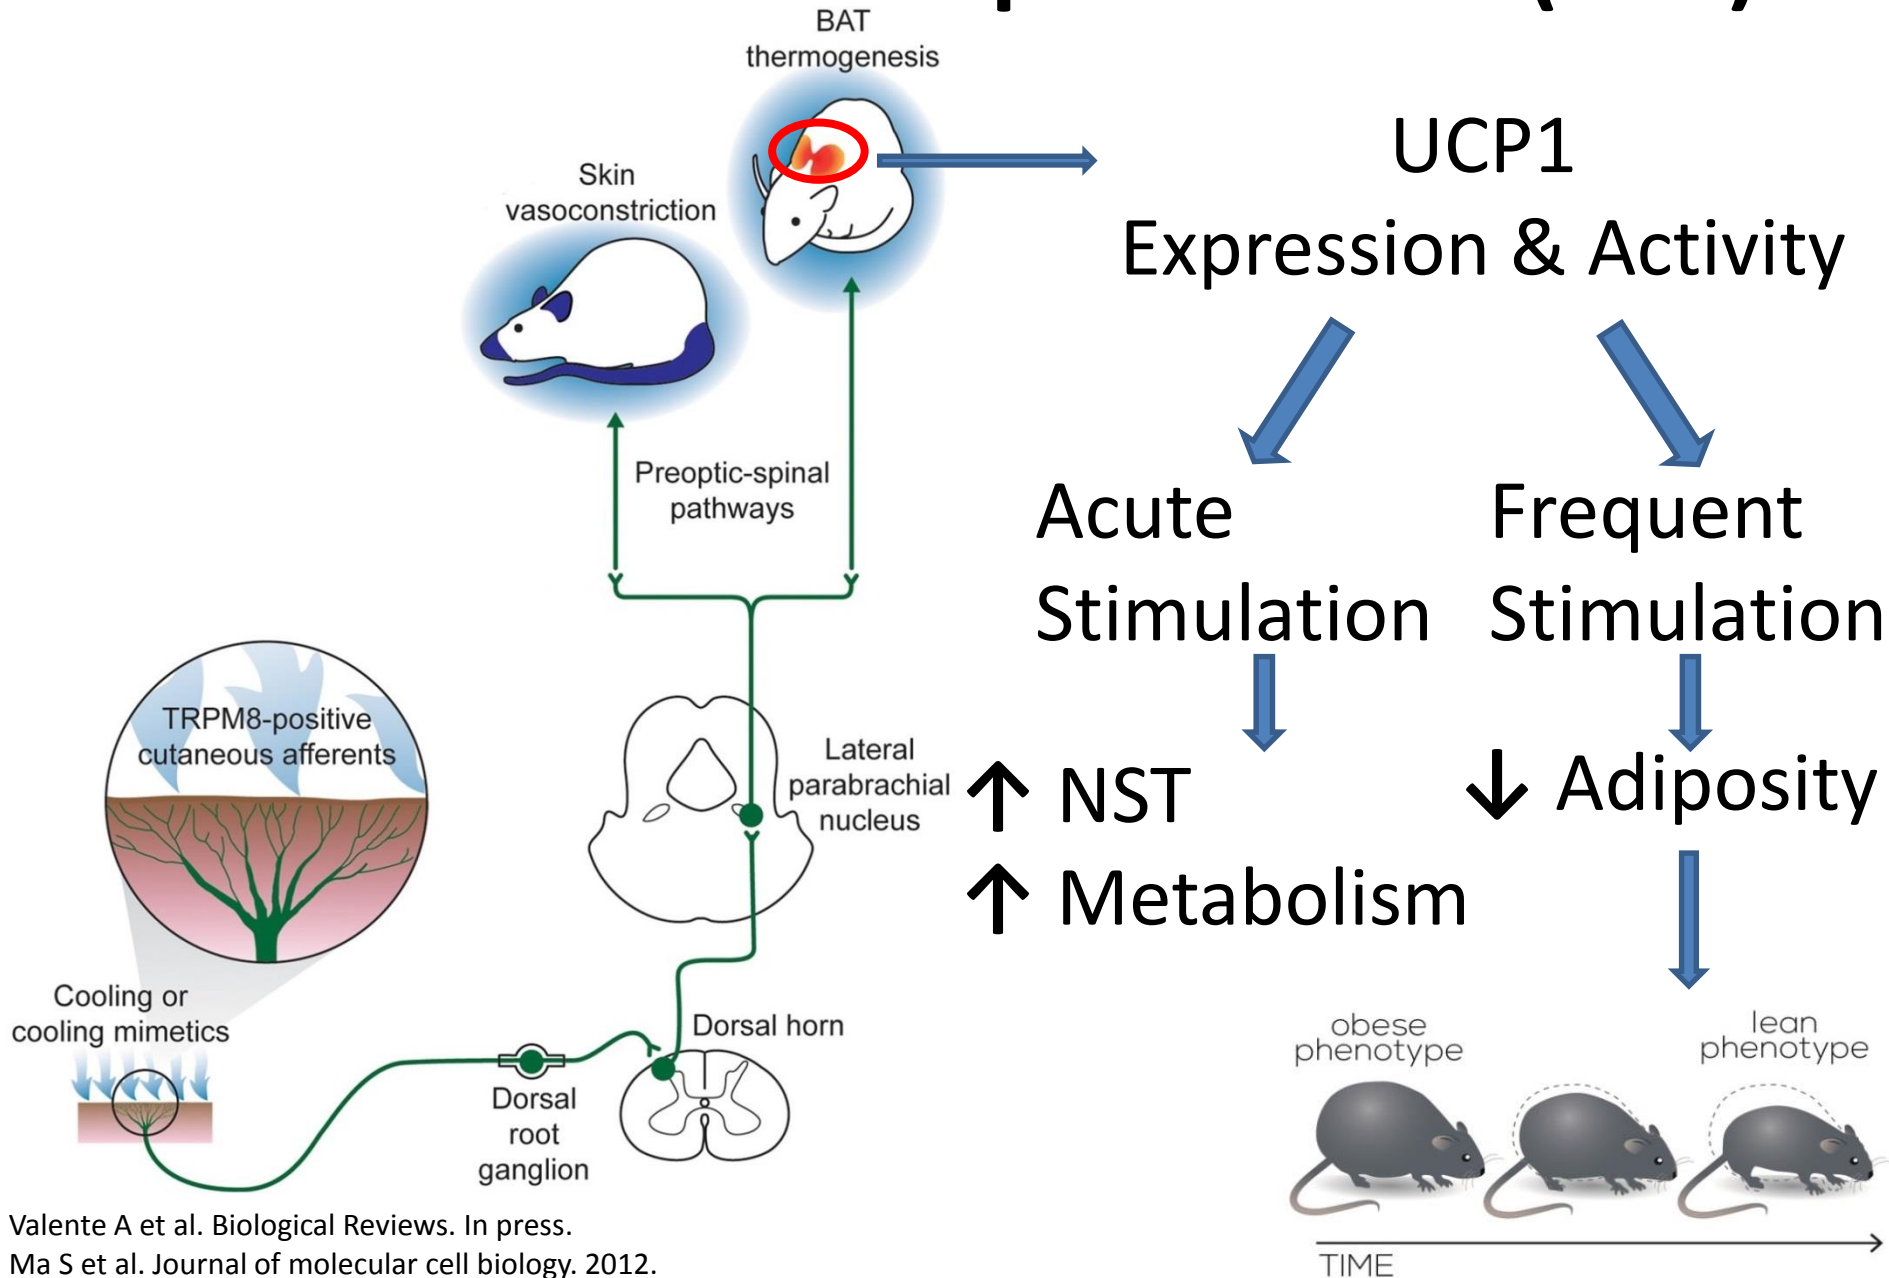 BAT
thermogenesis
Skin
vasoconstriction
UCP1
Expression & Activity
Preoptic-spinal
pathways
Acute
Stimulation
Frequent
Stimulation
TRPM8-positive
cutaneous afferents
Lateral
parabrachial
nucleus
↑ NST
↑ Metabolism
↓ Adiposity
Cooling or
cooling mimetics
Dorsal horn
Dorsal
root
ganglion
obese
phenotype
lean
phenotype
TIME
Valente A et al. Biological Reviews. In press.
Ma S et al. Journal of molecular cell biology. 2012.